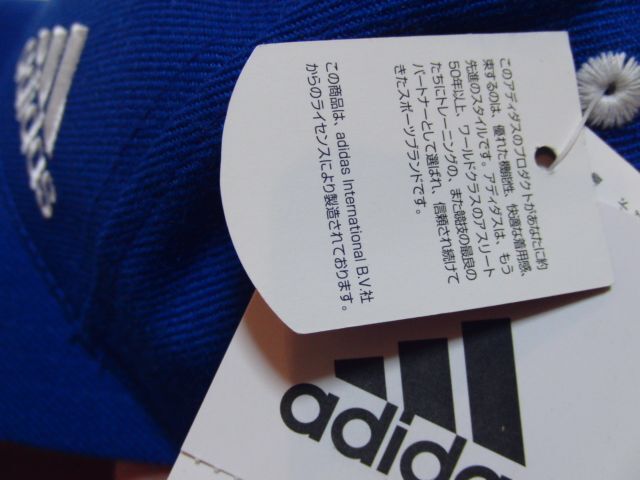 このアディダスのプロダクトがあなたに約
束するのは、優れた機能性、快適な着用感、
先進のスタイルです。アディダスは、もう
50年以上、ワールドクラスのアスリート
たちにトレーニングの、また競技の最良の
パートナーとして選ばれ、信頼され続けて
きたスポーツブランドです。
この商品は、adidas International B.V.社
からのライセンスにより製造されております。
adidas
adidas